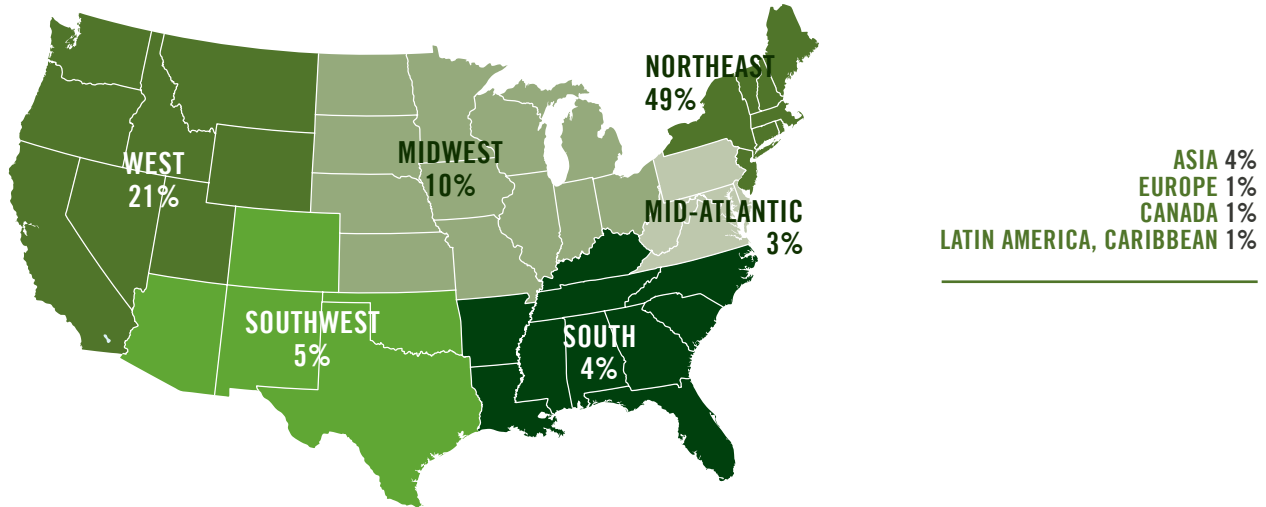 NORTHEAST
49%
WEST
21%
MIDWEST
10%
MID-ATLANTIC
3%
SOUTHWEST
5%
SOUTH
4%
ASIA 4%
EUROPE 1%
CANADA 1%
LATIN AMERICA, CARIBBEAN 1%